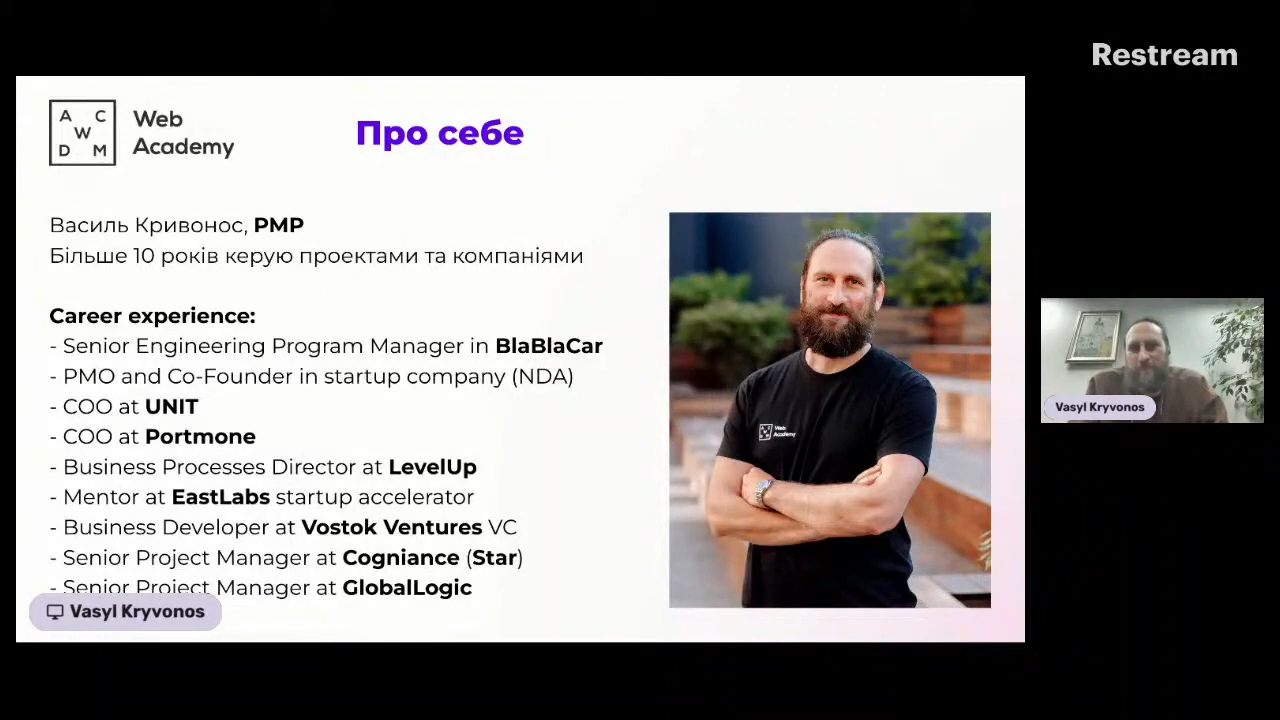 Restream
A C
W
D M
Web
Academy
Про себе
Василь Кривонос, PMP
Більше 10 років керую проектами та компаніями
Career experience:
- Senior Engineering Program Manager in BlaBlaCar
- PMO and Co-Founder in startup company (NDA)
- COO at UNIT
- COO at Portmone
- Business Processes Director at LevelUp
- Mentor at EastLabs startup accelerator
- Business Developer at Vostok Ventures VC
- Senior Project Manager at Cogniance (Star)
- Senior Project Manager at GlobalLogic
Vasyl Kryvonos
Web
Academy
Vasyl Kryvonos